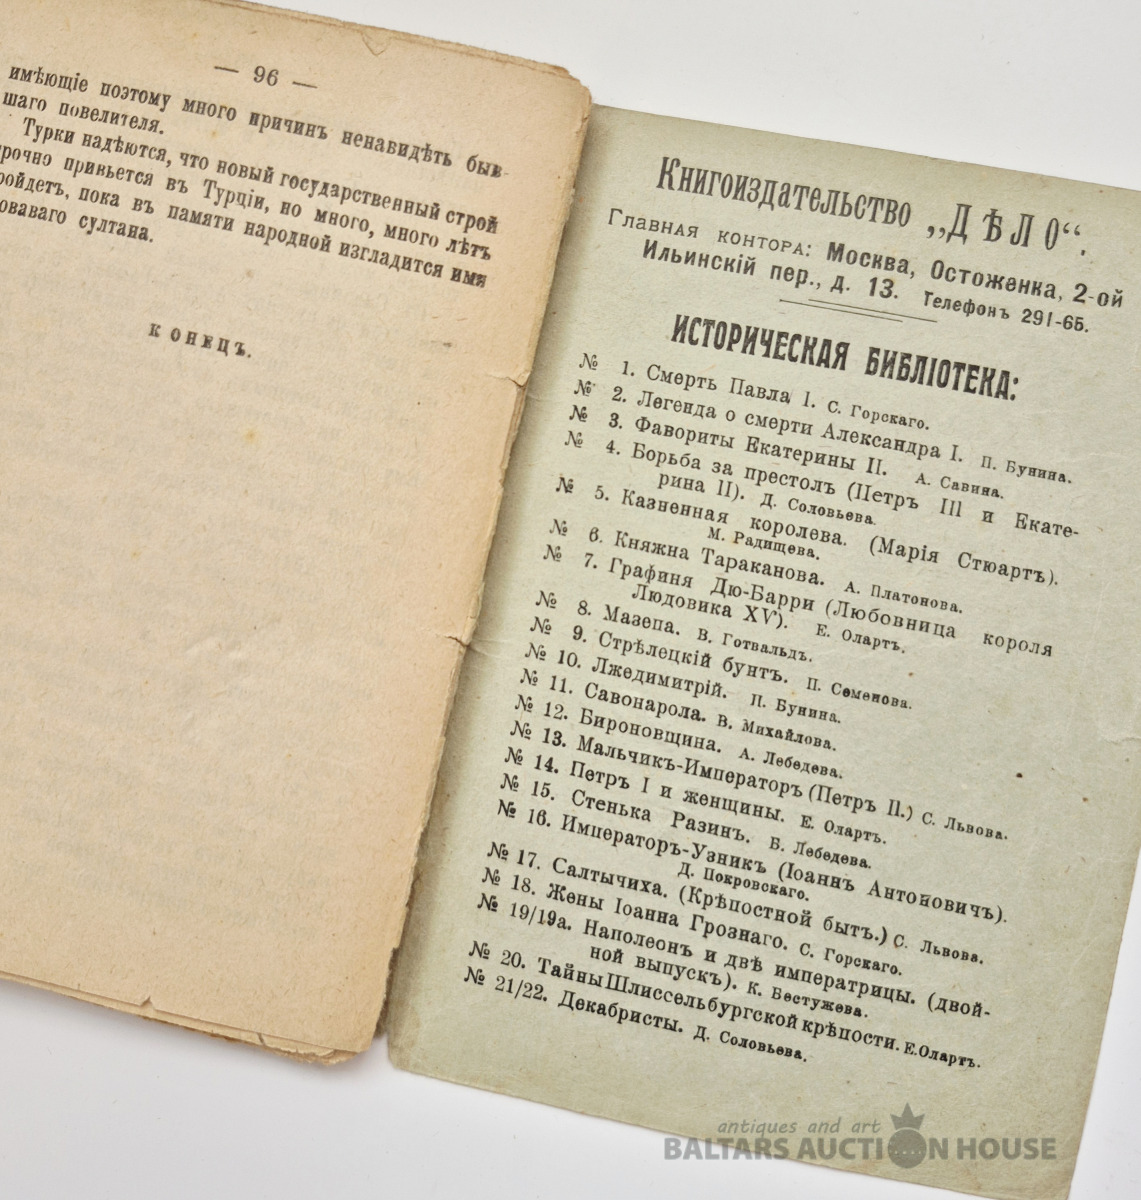 — 96 —
имѣющіе поэтому много причинъ ненавидѣть быв-
шаго повелителя.
Турки надѣются, что новый государственный строй
прочно привьется въ Турціи, но много, много лѣтъ
пройдетъ, пока въ памяти народной изгладится имя
султана.
КОНЕЦЪ.
Книгоиздательство „ДѢЛО“.
Главная контора: Москва, Остоженка, 2-ой
Ильинскій пер., д. 13. Телефонъ 291-65.
ИСТОРИЧЕСКАЯ БИБЛІОТЕКА:
№ 1. Смерть Павла I. С. Горскаго.
№ 2. Легенда о смерти Александра I. П. Бунина.
№ 3. Фавориты Екатерины II. А. Савина.
№ 4. Борьба за престолъ (Петръ III и Екате-
рина II). Д. Соловьева.
№ 5. Казненная королева. (Марія Стюартъ).
М. Радищева.
№ 6. Княжна Тараканова. А. Платонова.
№ 7. Графиня Дю-Барри (Любовница короля
Людовика XV). Е. Олартъ.
№ 8. Мазепа. В. Готвальдъ.
№ 9. Стрѣлецкій бунтъ. П. Семенова.
№ 10. Лжедимитрій. П. Бунина.
№ 11. Савонарола. В. Михайлова.
№ 12. Бироновщина. А. Лебедева.
№ 13. Мальчикъ-Императоръ (Петръ II.) С. Львова.
№ 14. Петръ I и женщины. Е. Олартъ.
№ 15. Стенька Разинъ. Б. Лебедева.
№ 16. Императоръ-Узникъ (Іоаннъ Антоновичъ).
Д. Покровскаго.
№ 17. Салтычиха. (Крѣпостной бытъ.) С. Львова.
№ 18. Жены Іоанна Грознаго. С. Горскаго.
№ 19/19а. Наполеонъ и двѣ императрицы. (двой-
ной выпускъ). К. Бестужева.
№ 20. Тайны Шлиссельбургской крѣпости. Е. Олартъ.
№ 21/22. Декабристы. Д. Соловьева.
antiques and art
BALTARS AUCTION HOUSE